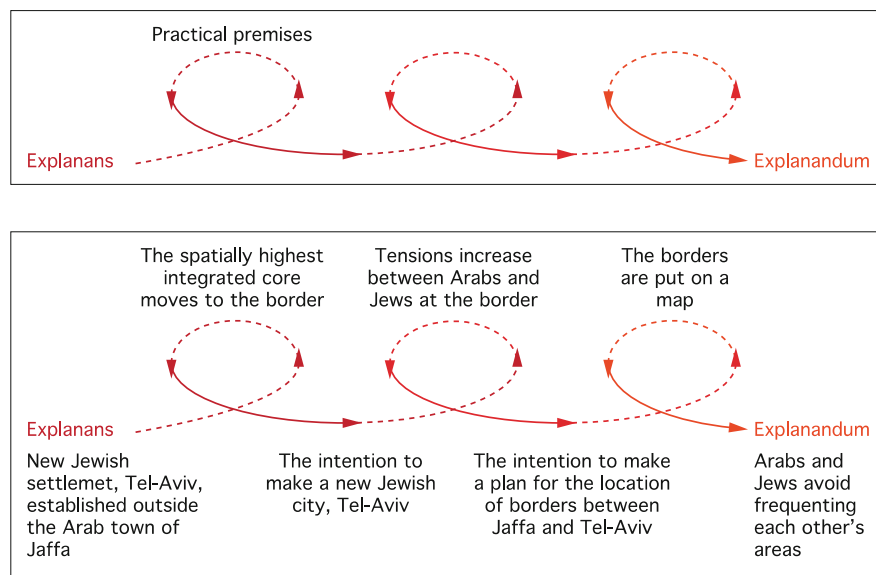 Practical premises
Explanans
Explanandum
The spatially highest
integrated core
moves to the border
Tensions increase
between Arabs and
Jews at the border
The borders
are put on a
map
Explanans
Explanandum
New Jewish
settlemet, Tel-Aviv,
established outside
the Arab town of
Jaffa
The intention to
make a new Jewish
city, Tel-Aviv
The intention to make
a plan for the location
of borders between
Jaffa and Tel-Aviv
Arabs and
Jews avoid
frequenting
each other’s
areas